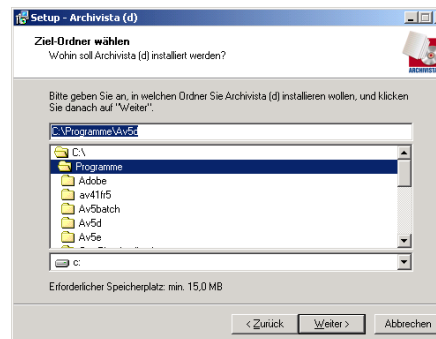 Setup - Archivista (d)
Ziel-Ordner wählen
Wohin soll Archivista (d) installiert werden?
ARCHIVISTA
Bitte geben Sie an, in welchen Ordner Sie Archivista (d) installieren wollen, und klicken
Sie danach auf "Weiter".
C:\Programme\Av5d
C:\
Programme
Adobe
av41fr5
Av5batch
Av5d
Av5e
c:
Erforderlicher Speicherplatz: min. 15,0 MB
< Zurück
Weiter >
Abbrechen